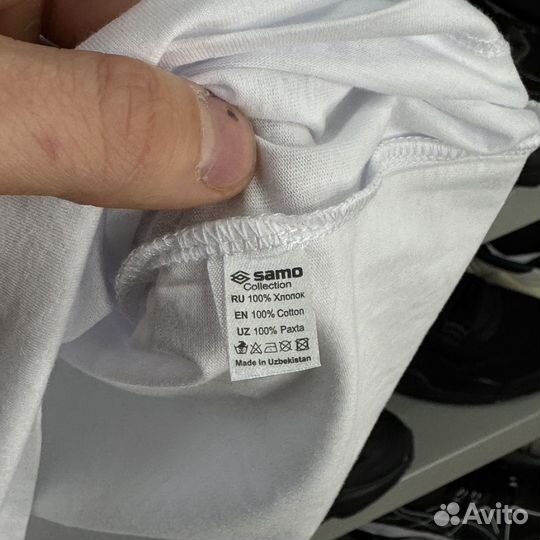 samo
Collection
RU 100% Хлопок
EN 100% Cotton
UZ 100% Paxta
Made in Uzbekistan
Avito